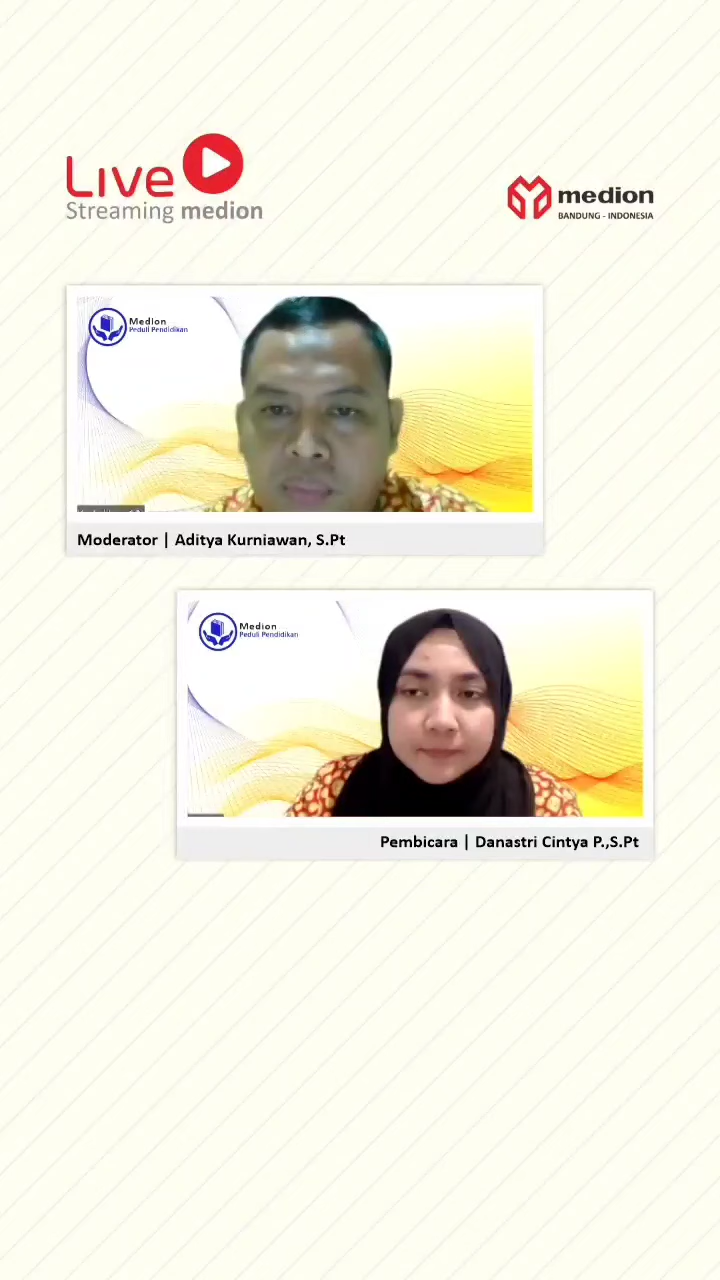 Live
Streaming medion
medion
BANDUNG - INDONESIA
Medion
Peduli Pendidikan
Moderator | Aditya Kurniawan, S.Pt
Medion
Peduli Pendidikan
Pembicara | Danastri Cintya P.,S.Pt